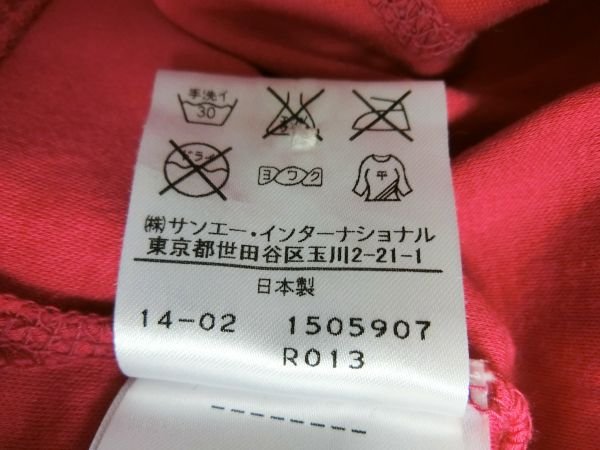 手洗イ
30
ドライ
ヨワク
平
㈱サンエー・インターナショナル
東京都世田谷区玉川2-21-1
日本製
14-02 1505907
R013
--------